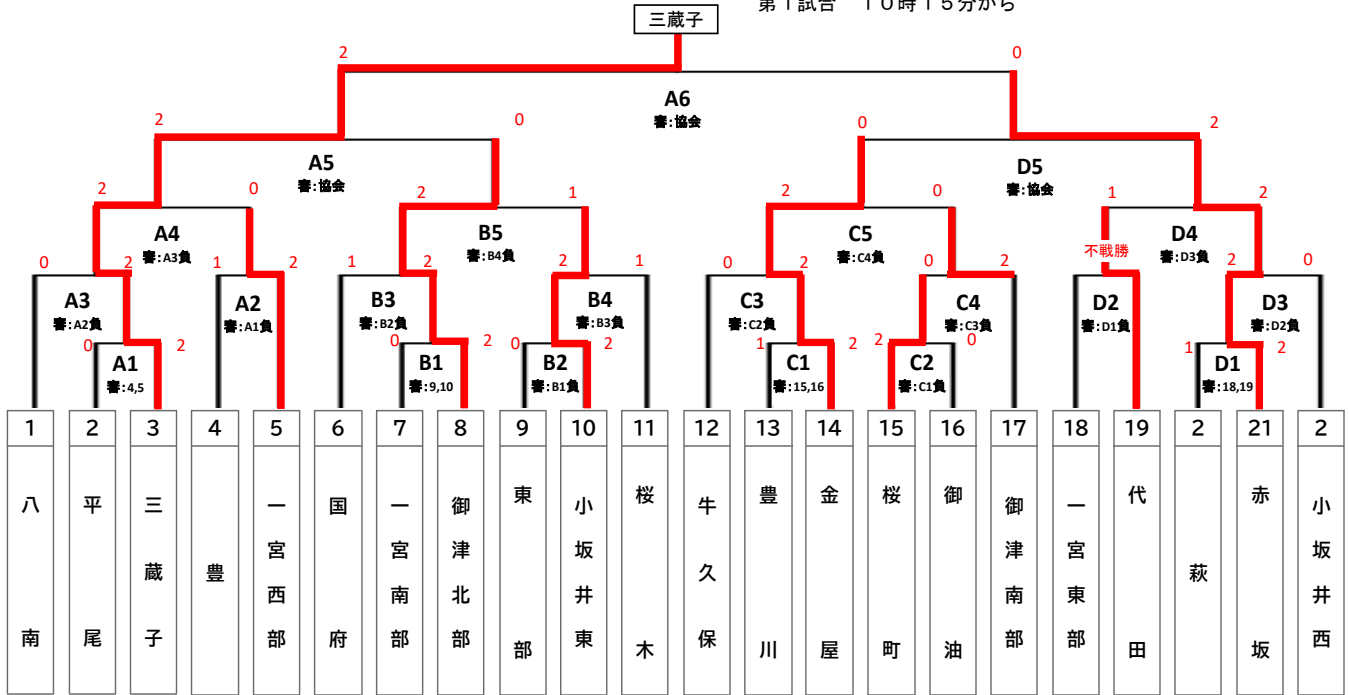 第1試合 10時15分から
三蔵子
2 0
A6
審:協会
2 0 0 2
A5
審:協会
D5
審:協会
2 0 2 1 2 0 1 2
A4
審:A3負
B5
審:B4負
C5
審:C4負
D4
審:D3負
不戦勝
0 2 1 2 1 2 2 1 0 2 0 2 2 0
A3
審:A2負
A2
審:A1負
B3
審:B2負
B4
審:B3負
C3
審:C2負
C4
審:C3負
D2
審:D1負
D3
審:D2負
0 2 0 2 0 2 1 2 2 0 1 2
A1
審:4,5
B1
審:9,10
B2
審:B1負
C1
審:15,16
C2
審:C1負
D1
審:18,19
1 2 3 4 5 6 7 8 9 10 11 12 13 14 15 16 17 18 19 2 21 2
八南
平尾
三蔵子
豊
一宮西部
国府
一宮南部
御津北部
東部
小坂井東
桜木
牛久保
豊川
金屋
桜町
御油
御津南部
一宮東部
代田
萩
赤坂
小坂井西